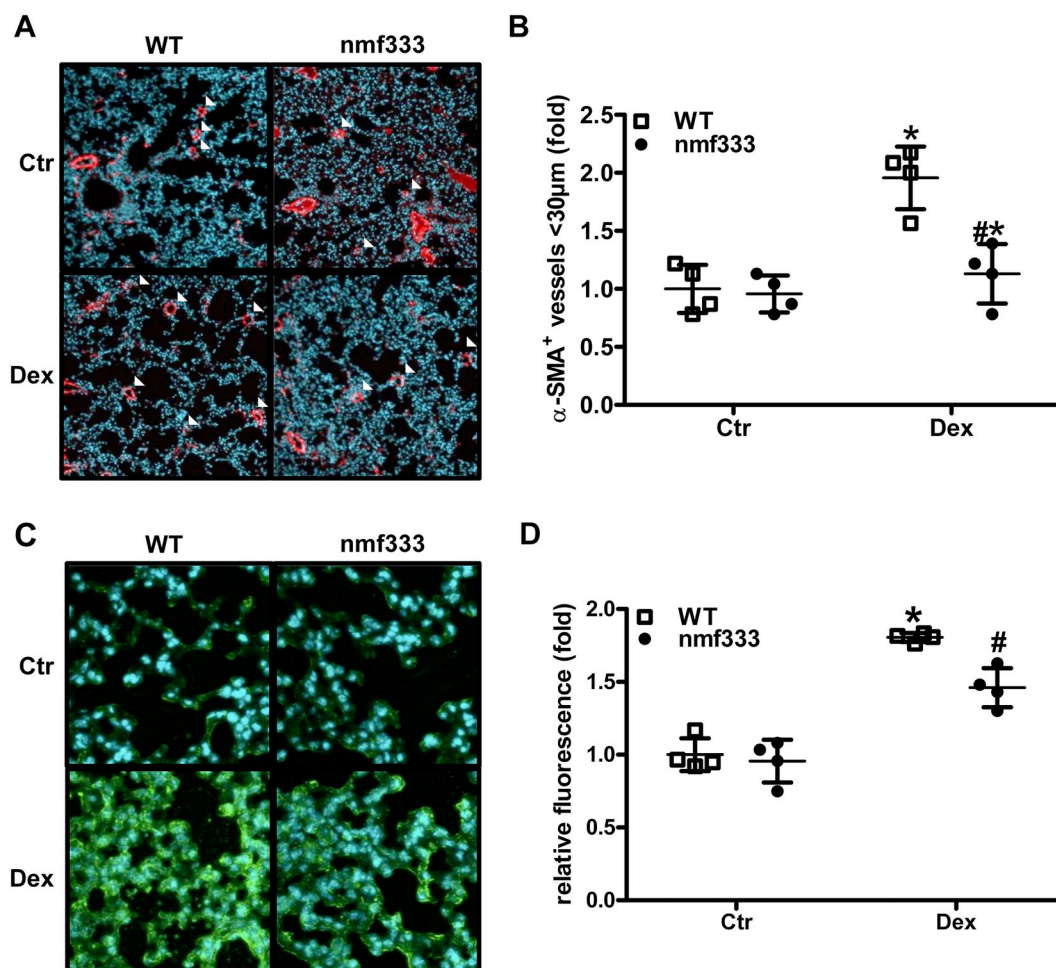 A
WT
nmf333
Ctr
Dex
B
α-SMA+ vessels <30µm (fold)
2.5
2.0
1.5
1.0
0.5
0.0
WT
nmf333
*
#*
Ctr
Dex
C
WT
nmf333
Ctr
Dex
D
relative fluorescence (fold)
2.0
1.5
1.0
0.5
0.0
WT
nmf333
*
#
Ctr
Dex